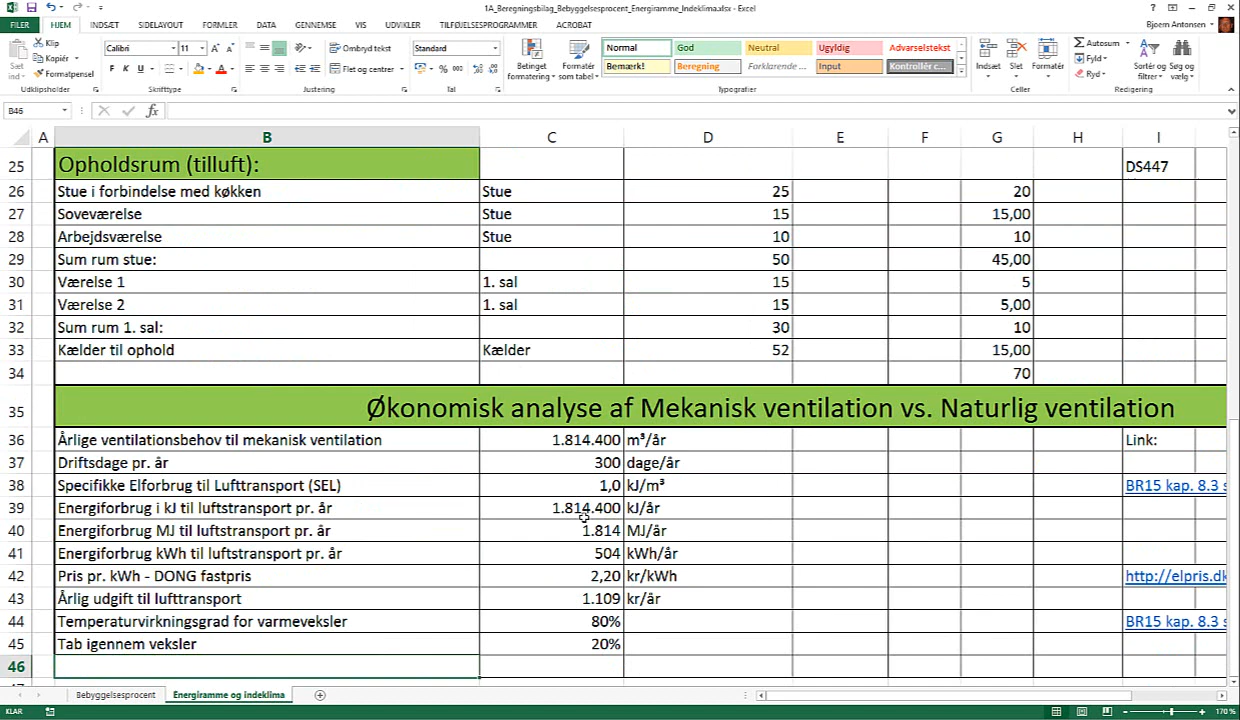 1A_Beregningsbilag_Bebyggelsesprocent_Energiramme_Indeklima.xlsx - Excel
FILER HJEM INDSÆT SIDELAYOUT FORMLER DATA GENNEMSE VIS UDVIKLER TILFØJELSESPROGRAMMER ACROBAT Bjoern Antonsen
Sæt ind Klip Kopiér Formatpensel
Calibri 11 Ombryd tekst Flet og centrer
F K U
Standard % 000
Betinget formatering Formatér som tabel
Normal God Neutral Ugyldig Advarselstekst
Bemærk! Beregning Forklarende ... Input Kontrollér c...
Indsæt Slet Formatér
Autosum Fyld Ryd Sortér og filtrer Søg og vælg
Udklipsholder Skrifttype Justering Tal Typografier Celler Redigering
B46 fx
A B C D E F G H I
25 Opholdsrum (tilluft): DS447
26 Stue i forbindelse med køkken Stue 25 20
27 Soveværelse Stue 15 15,00
28 Arbejdsværelse Stue 10 10
29 Sum rum stue: 50 45,00
30 Værelse 1 1. sal 15 5
31 Værelse 2 1. sal 15 5,00
32 Sum rum 1. sal: 30 10
33 Kælder til ophold Kælder 52 15,00
34 70
35 Økonomisk analyse af Mekanisk ventilation vs. Naturlig ventilation
36 Årlige ventilationsbehov til mekanisk ventilation 1.814.400 m³/år Link:
37 Driftsdage pr. år 300 dage/år
38 Specifikke Elforbrug til Lufttransport (SEL) 1,0 kJ/m³ BR15 kap. 8.3 s
39 Energiforbrug i kJ til luftstransport pr. år 1.814.400 kJ/år
40 Energiforbrug MJ til luftstransport pr. år 1.814 MJ/år
41 Energiforbrug kWh til luftstransport pr. år 504 kWh/år
42 Pris pr. kWh - DONG fastpris 2,20 kr/kWh http://elpris.dk
43 Årlig udgift til lufttransport 1.109 kr/år
44 Temperaturvirkningsgrad for varmeveksler 80% BR15 kap. 8.3 s
45 Tab igennem veksler 20%
46
Bebyggelsesprocent Energiramme og indeklima
KLAR 170 %